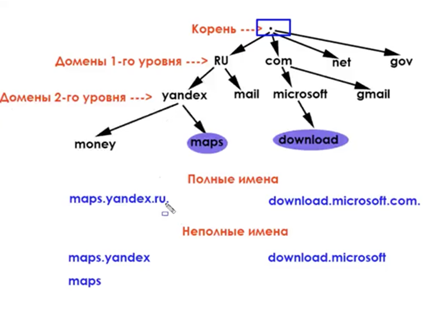 Корень --->
.
Домены 1-го уровня ---> RU com net gov
Домены 2-го уровня ---> yandex mail microsoft gmail
money maps download
Полные имена
maps.yandex.ru download.microsoft.com.
Неполные имена
maps.yandex download.microsoft
maps